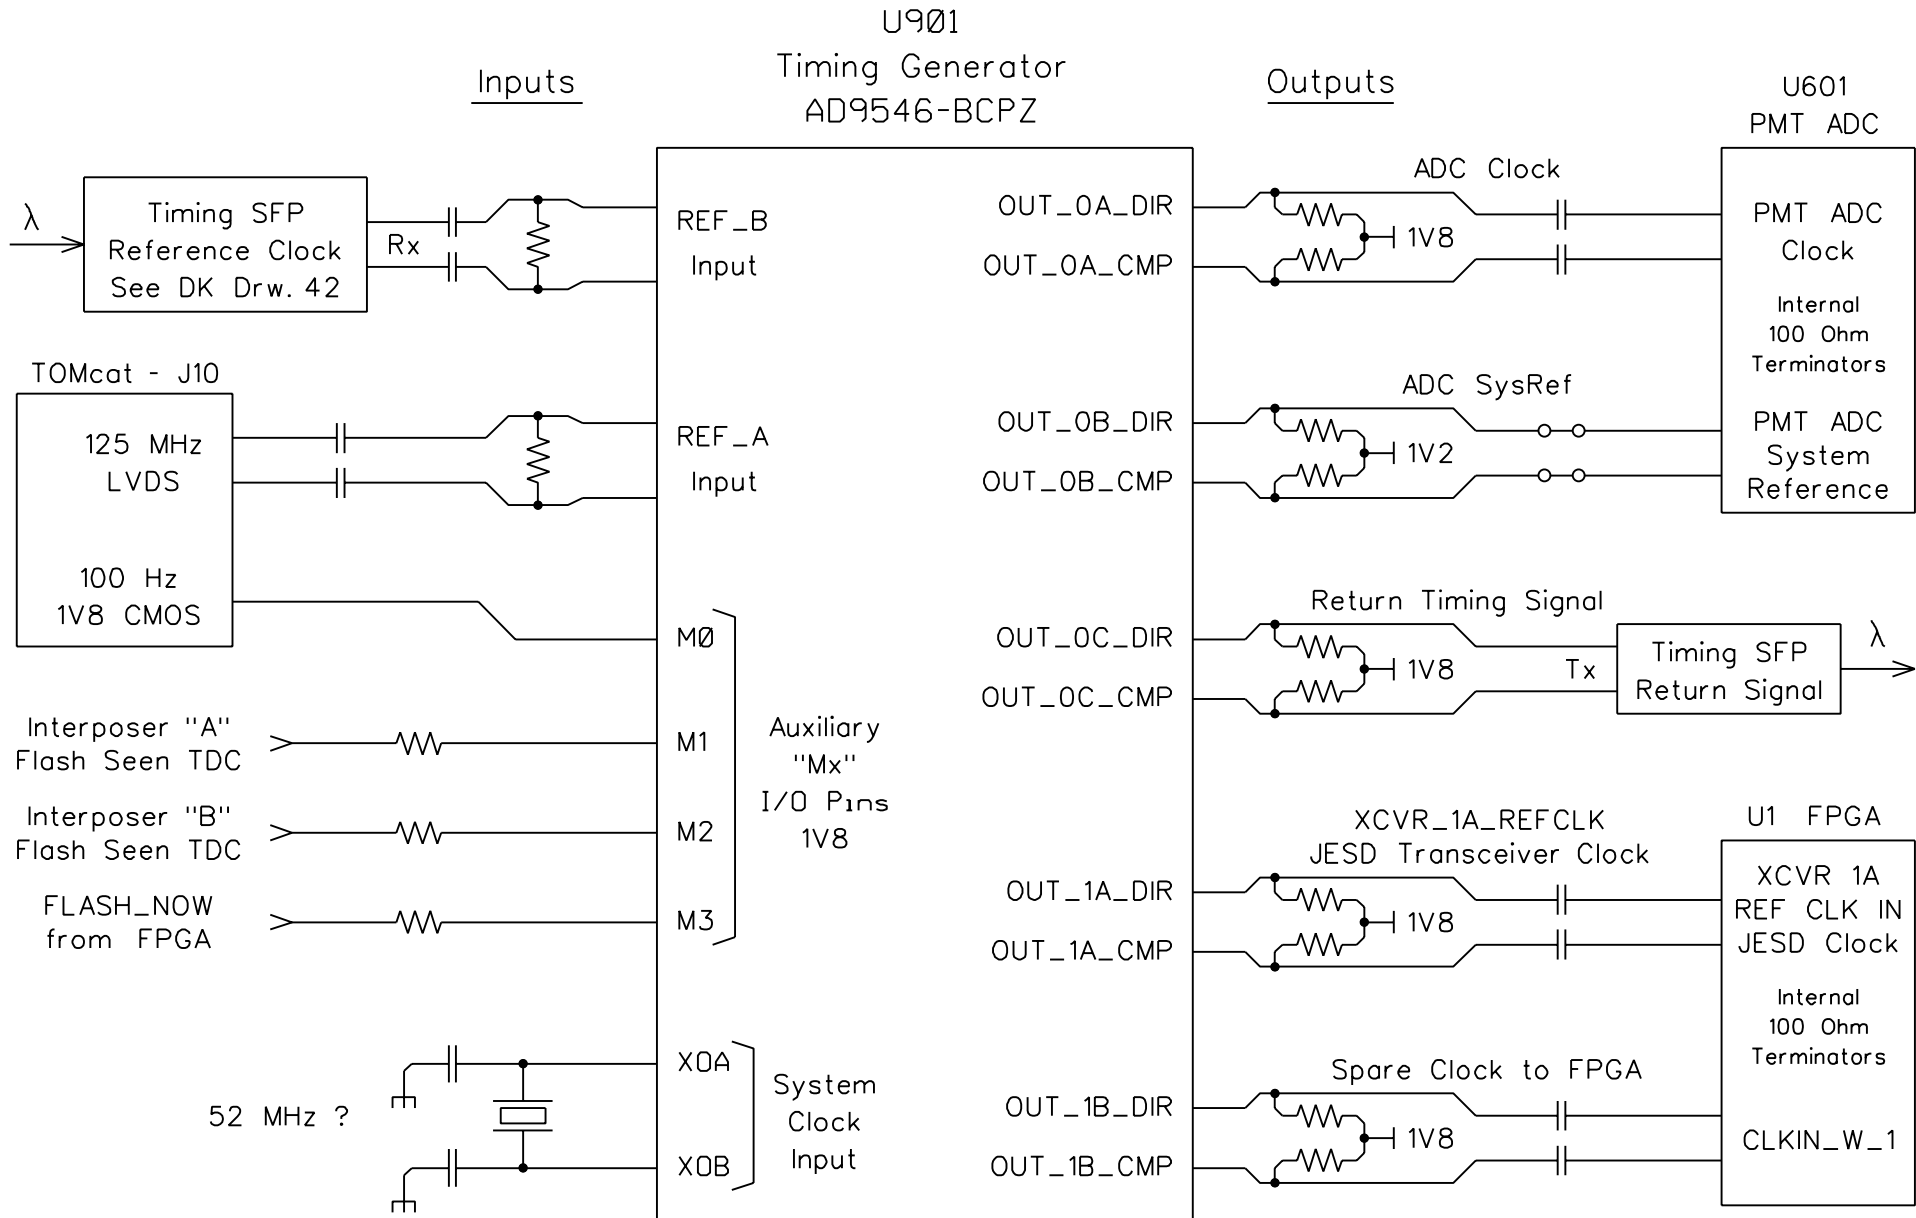 U9Ø1
Timing Generator
AD9546-BCPZ
Inputs
Outputs
λ
Timing SFP
Reference Clock
See DK Drw. 42
Rx
REF_B
Input
TOMcat - J10
125 MHz
LVDS
100 Hz
1V8 CMOS
REF_A
Input
MØ
Interposer "A"
Flash Seen TDC
M1
Interposer "B"
Flash Seen TDC
M2
FLASH_NOW
from FPGA
M3
Auxiliary
"Mx"
I/O Pins
1V8
52 MHz ?
XOA
XOB
System
Clock
Input
OUT_0A_DIR
OUT_0A_CMP
1V8
ADC Clock
U601
PMT ADC
PMT ADC
Clock
Internal
100 Ohm
Terminators
PMT ADC
System
Reference
OUT_0B_DIR
OUT_0B_CMP
1V2
ADC SysRef
OUT_0C_DIR
OUT_0C_CMP
1V8
Return Timing Signal
Tx
Timing SFP
Return Signal
λ
OUT_1A_DIR
OUT_1A_CMP
1V8
XCVR_1A_REFCLK
JESD Transceiver Clock
U1 FPGA
XCVR 1A
REF CLK IN
JESD Clock
Internal
100 Ohm
Terminators
CLKIN_W_1
OUT_1B_DIR
OUT_1B_CMP
1V8
Spare Clock to FPGA